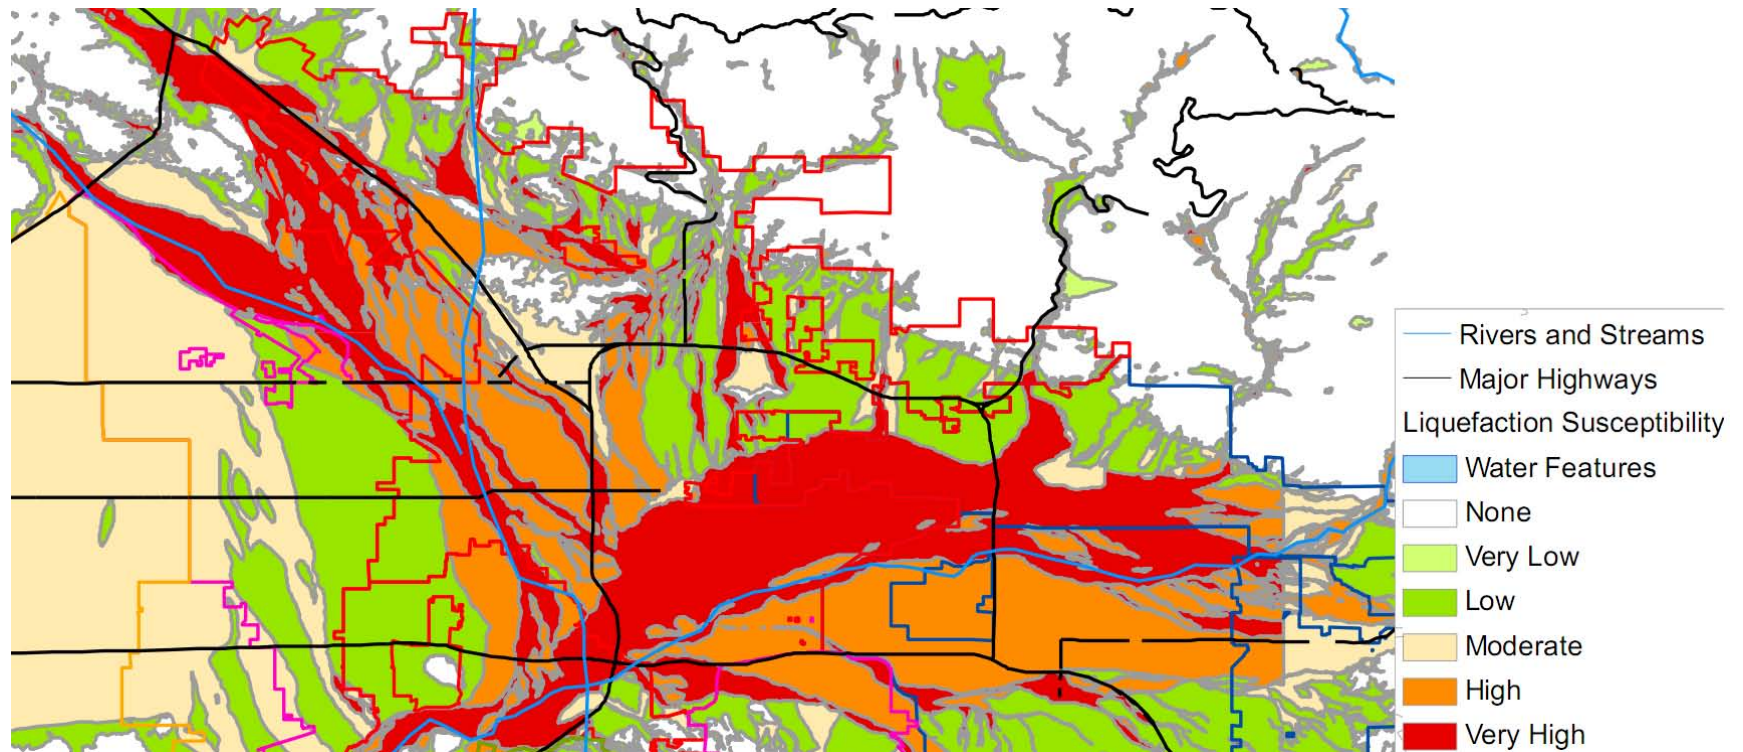 Rivers and Streams
Major Highways
Liquefaction Susceptibility
Water Features
None
Very Low
Low
Moderate
High
Very High